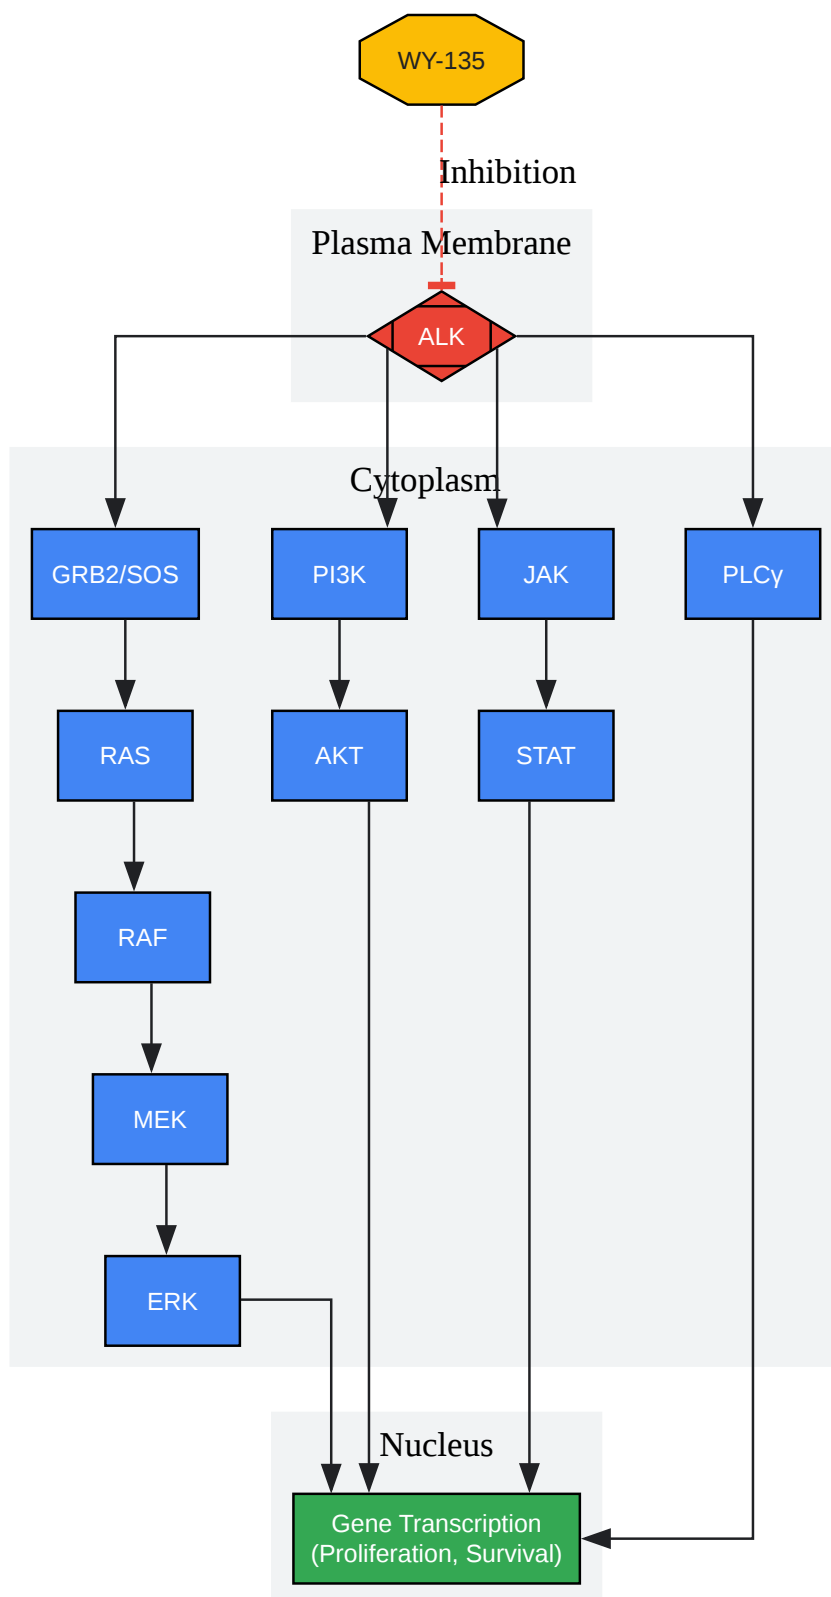 WY-135
Inhibition
Plasma Membrane
ALK
Cytoplasm
GRB2/SOS
PI3K
JAK
PLCγ
RAS
AKT
STAT
RAF
MEK
ERK
Nucleus
Gene Transcription
(Proliferation, Survival)